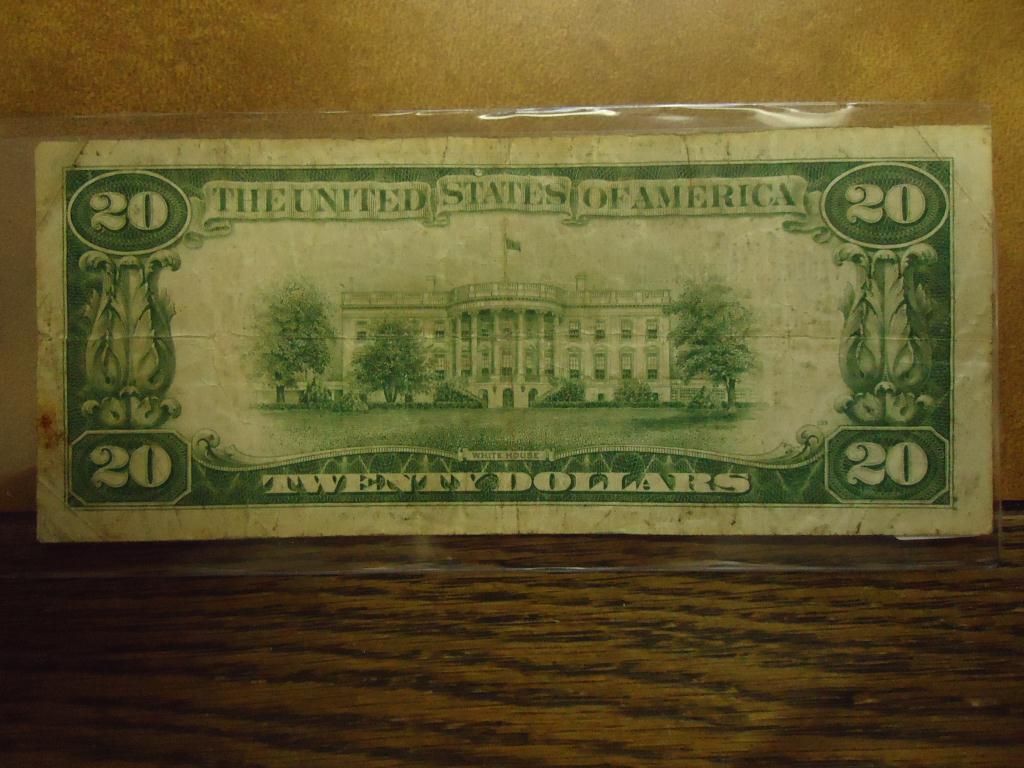 20 THE UNITED STATES OF AMERICA 20
WHITE HOUSE
20 TWENTY DOLLARS 20